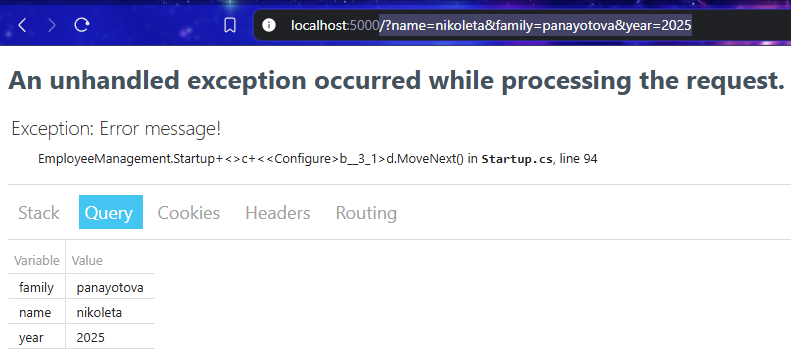 localhost:5000/?name=nikoleta&family=panayotova&year=2025
An unhandled exception occurred while processing the request.
Exception: Error message!
EmployeeManagement.Startup+<>c+<<Configure>b__3_1>d.MoveNext() in Startup.cs, line 94
Stack Query Cookies Headers Routing
Variable Value
family panayotova
name nikoleta
year 2025